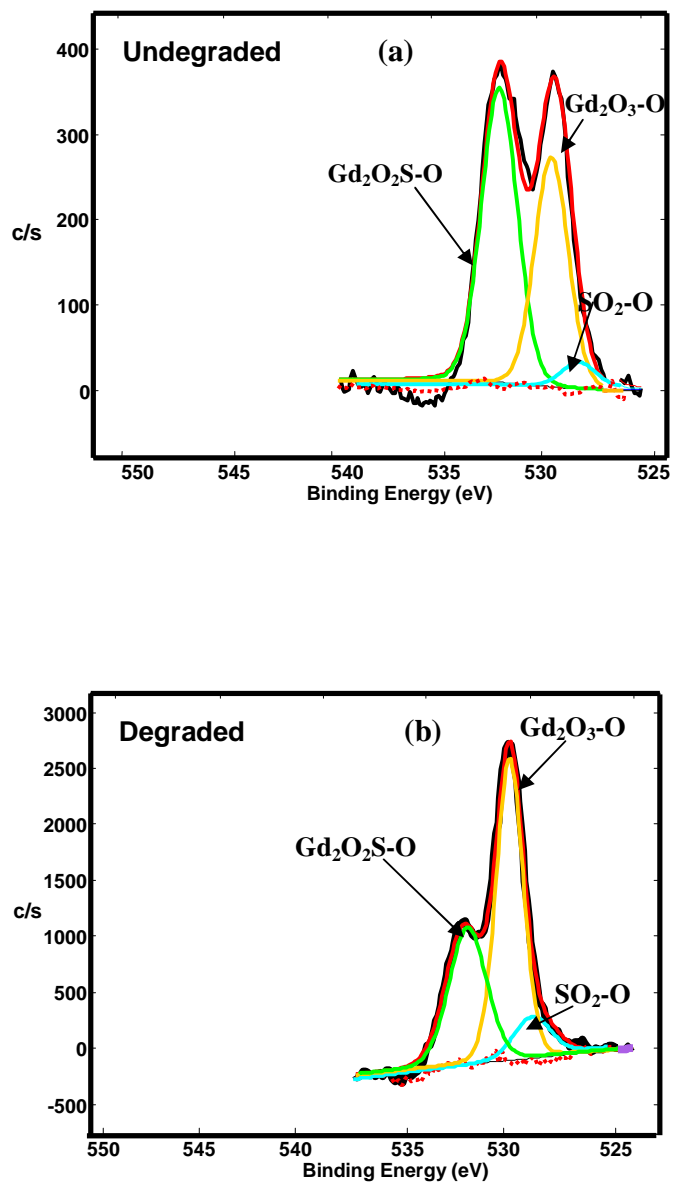 Undegraded (a)
400
Gd₂O₃-O
300
Gd₂O₂S-O
200
c/s
SO₂-O
100
0
550 545 540 535 530 525
Binding Energy (eV)
3000
Degraded (b)
Gd₂O₃-O
2500
2000
Gd₂O₂S-O
1500
c/s
1000
500
SO₂-O
0
-500
550 545 540 535 530 525
Binding Energy (eV)